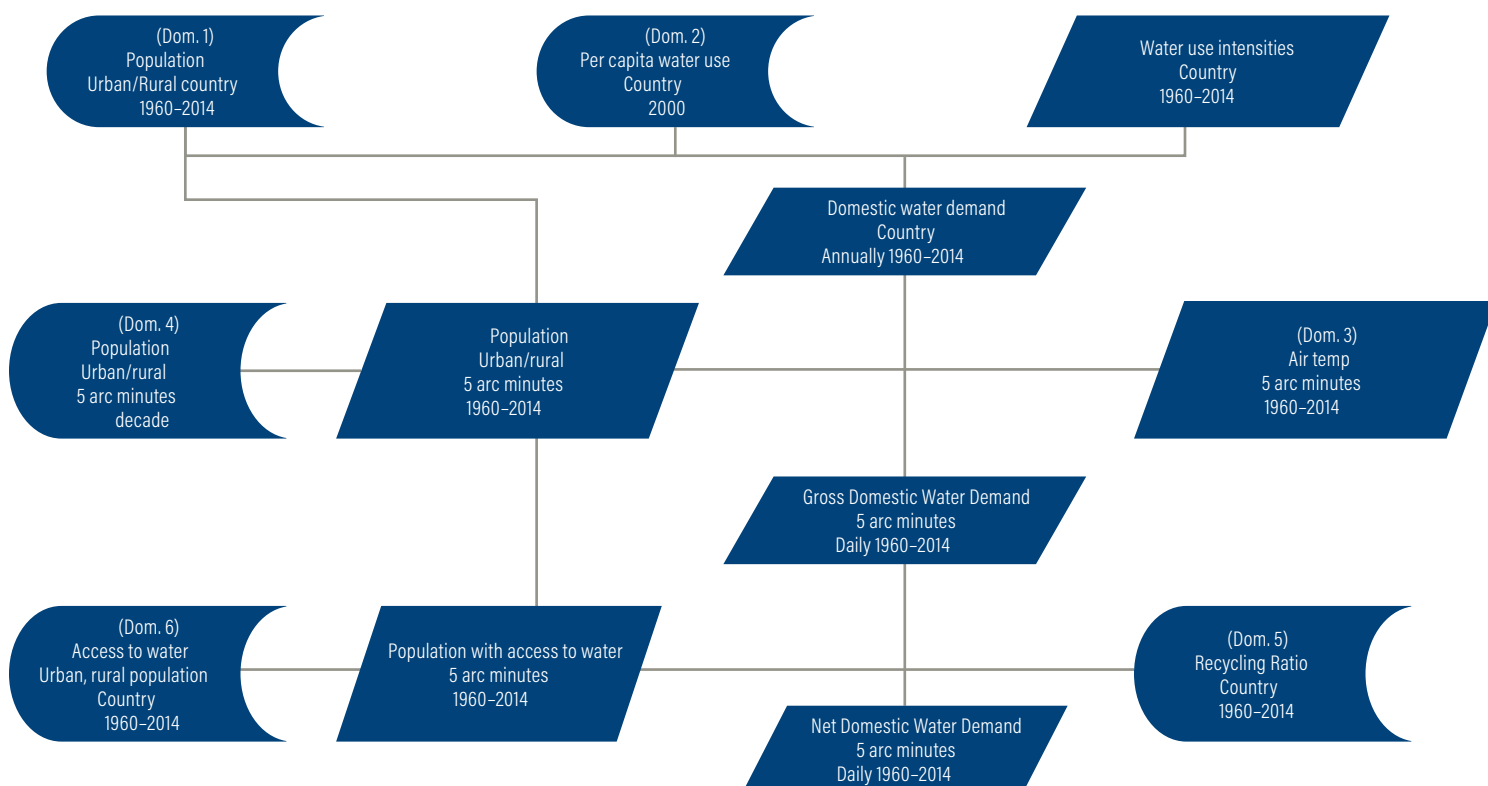 (Dom. 1)
Population
Urban/Rural country
1960–2014
(Dom. 2)
Per capita water use
Country
2000
Water use intensities
Country
1960–2014
Domestic water demand
Country
Annually 1960–2014
(Dom. 4)
Population
Urban/rural
5 arc minutes
decade
Population
Urban/rural
5 arc minutes
1960–2014
(Dom. 3)
Air temp
5 arc minutes
1960–2014
Gross Domestic Water Demand
5 arc minutes
Daily 1960–2014
(Dom. 6)
Access to water
Urban, rural population
Country
1960–2014
Population with access to water
5 arc minutes
1960–2014
(Dom. 5)
Recycling Ratio
Country
1960–2014
Net Domestic Water Demand
5 arc minutes
Daily 1960–2014